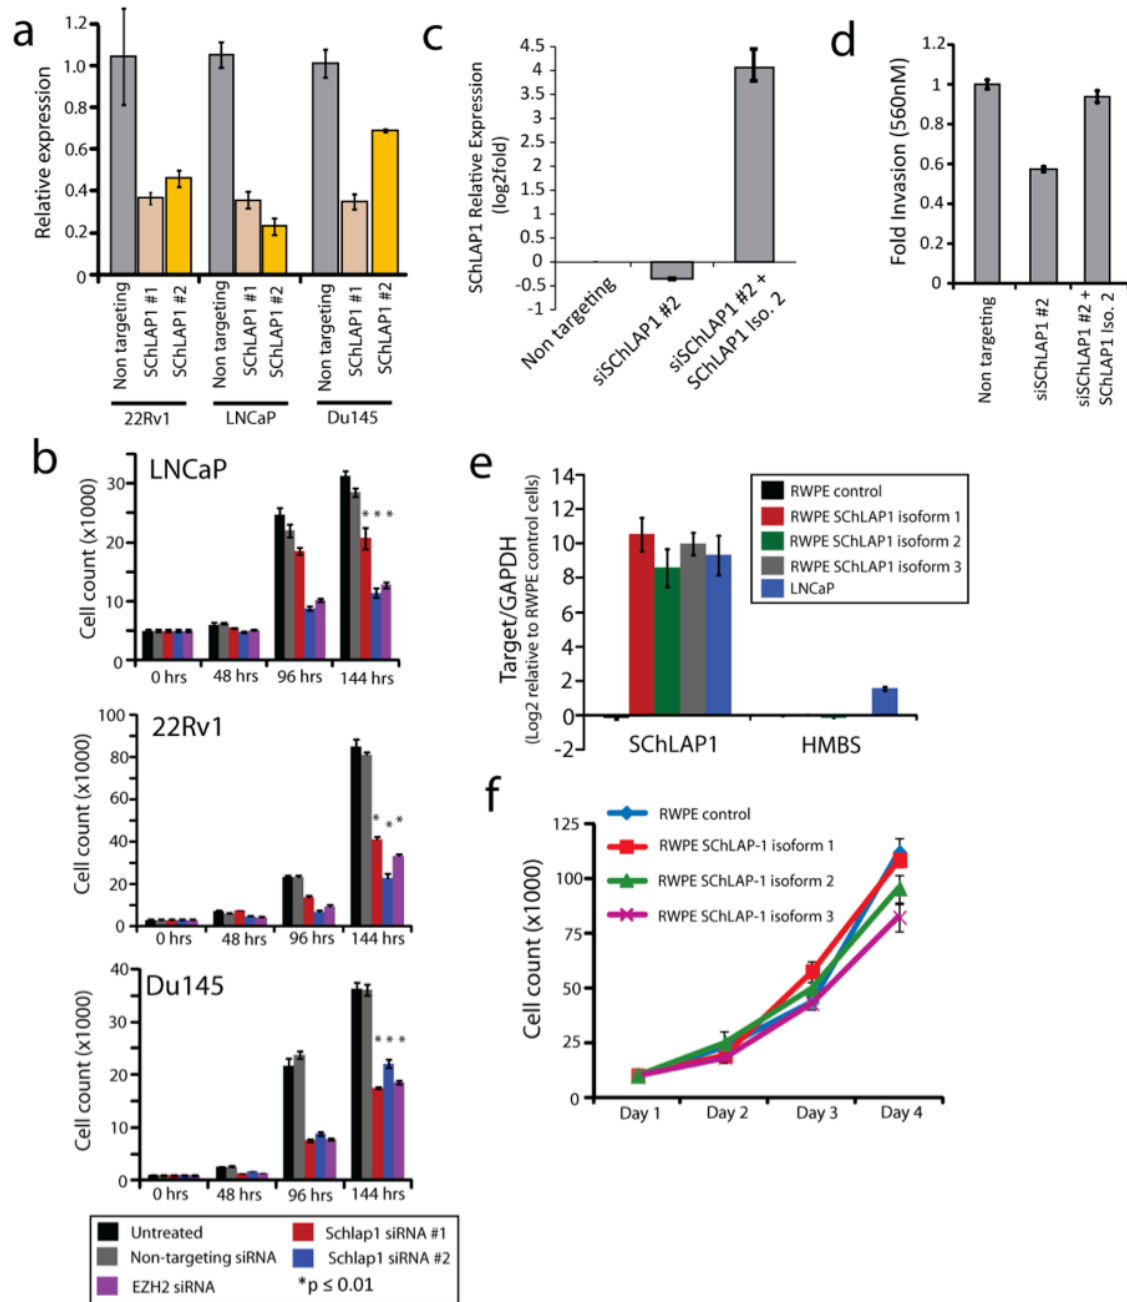 a
Relative expression
1.2
1.0
0.8
0.6
0.4
0.2
0
Non targeting
SChLAP1 #1
SChLAP1 #2
Non targeting
SChLAP1 #1
SChLAP1 #2
Non targeting
SChLAP1 #1
SChLAP1 #2
22Rv1
LNCaP
Du145
c
SChLAP1 Relative Expression
(log2fold)
4.5
4
3.5
3
2.5
2
1.5
1
0.5
0
-0.5
-1
Non targeting
siSChLAP1 #2
siSChLAP1 #2 +
SChLAP1 Iso. 2
d
Fold Invasion (560nM)
1.2
1
0.8
0.6
0.4
0.2
0
Non targeting
siSChLAP1 #2
siSChLAP1 #2 +
SChLAP1 Iso. 2
b
LNCaP
Cell count (x1000)
30
20
10
0
* * *
0 hrs
48 hrs
96 hrs
144 hrs
22Rv1
Cell count (x1000)
100
80
60
40
20
0
* * *
0 hrs
48 hrs
96 hrs
144 hrs
Du145
Cell count (x1000)
40
30
20
10
0
* * *
0 hrs
48 hrs
96 hrs
144 hrs
Untreated
Non-targeting siRNA
EZH2 siRNA
Schlap1 siRNA #1
Schlap1 siRNA #2
*p ≤ 0.01
e
Target/GAPDH
(Log2 relative to RWPE control cells)
14
12
10
8
6
4
2
0
-2
SChLAP1
HMBS
RWPE control
RWPE SChLAP1 isoform 1
RWPE SChLAP1 isoform 2
RWPE SChLAP1 isoform 3
LNCaP
f
Cell count (x1000)
125
100
75
50
25
0
RWPE control
RWPE SChLAP-1 isoform 1
RWPE SChLAP-1 isoform 2
RWPE SChLAP-1 isoform 3
Day 1
Day 2
Day 3
Day 4